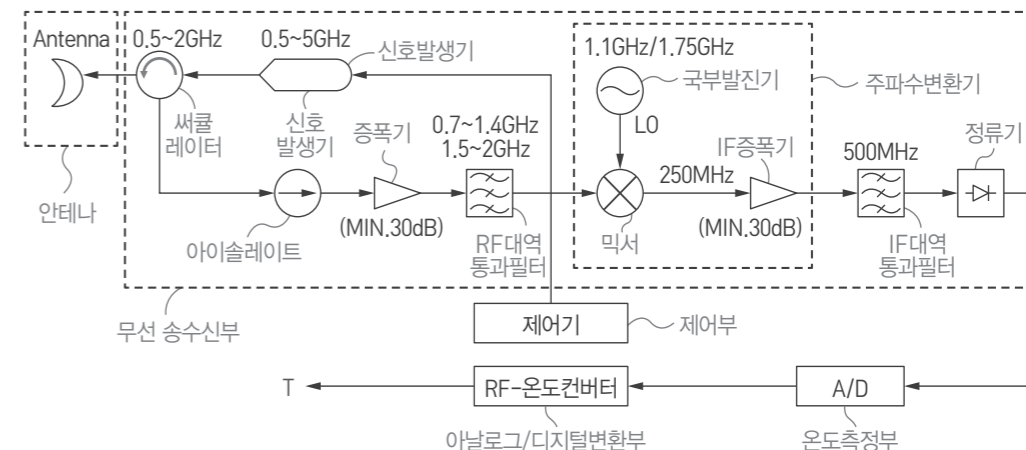 Antenna
0.5~2GHz
0.5~5GHz
신호발생기
1.1GHz/1.75GHz
국부발진기
주파수변환기
써큘
레이터
신호
발생기
증폭기
0.7~1.4GHz
1.5~2GHz
LO
IF증폭기
500MHz
정류기
250MHz
안테나
아이솔레이트
(MIN.30dB)
RF대역
통과필터
믹서
(MIN.30dB)
IF대역
통과필터
무선 송수신부
제어기
제어부
T
RF-온도컨버터
A/D
아날로그/디지털변환부
온도측정부